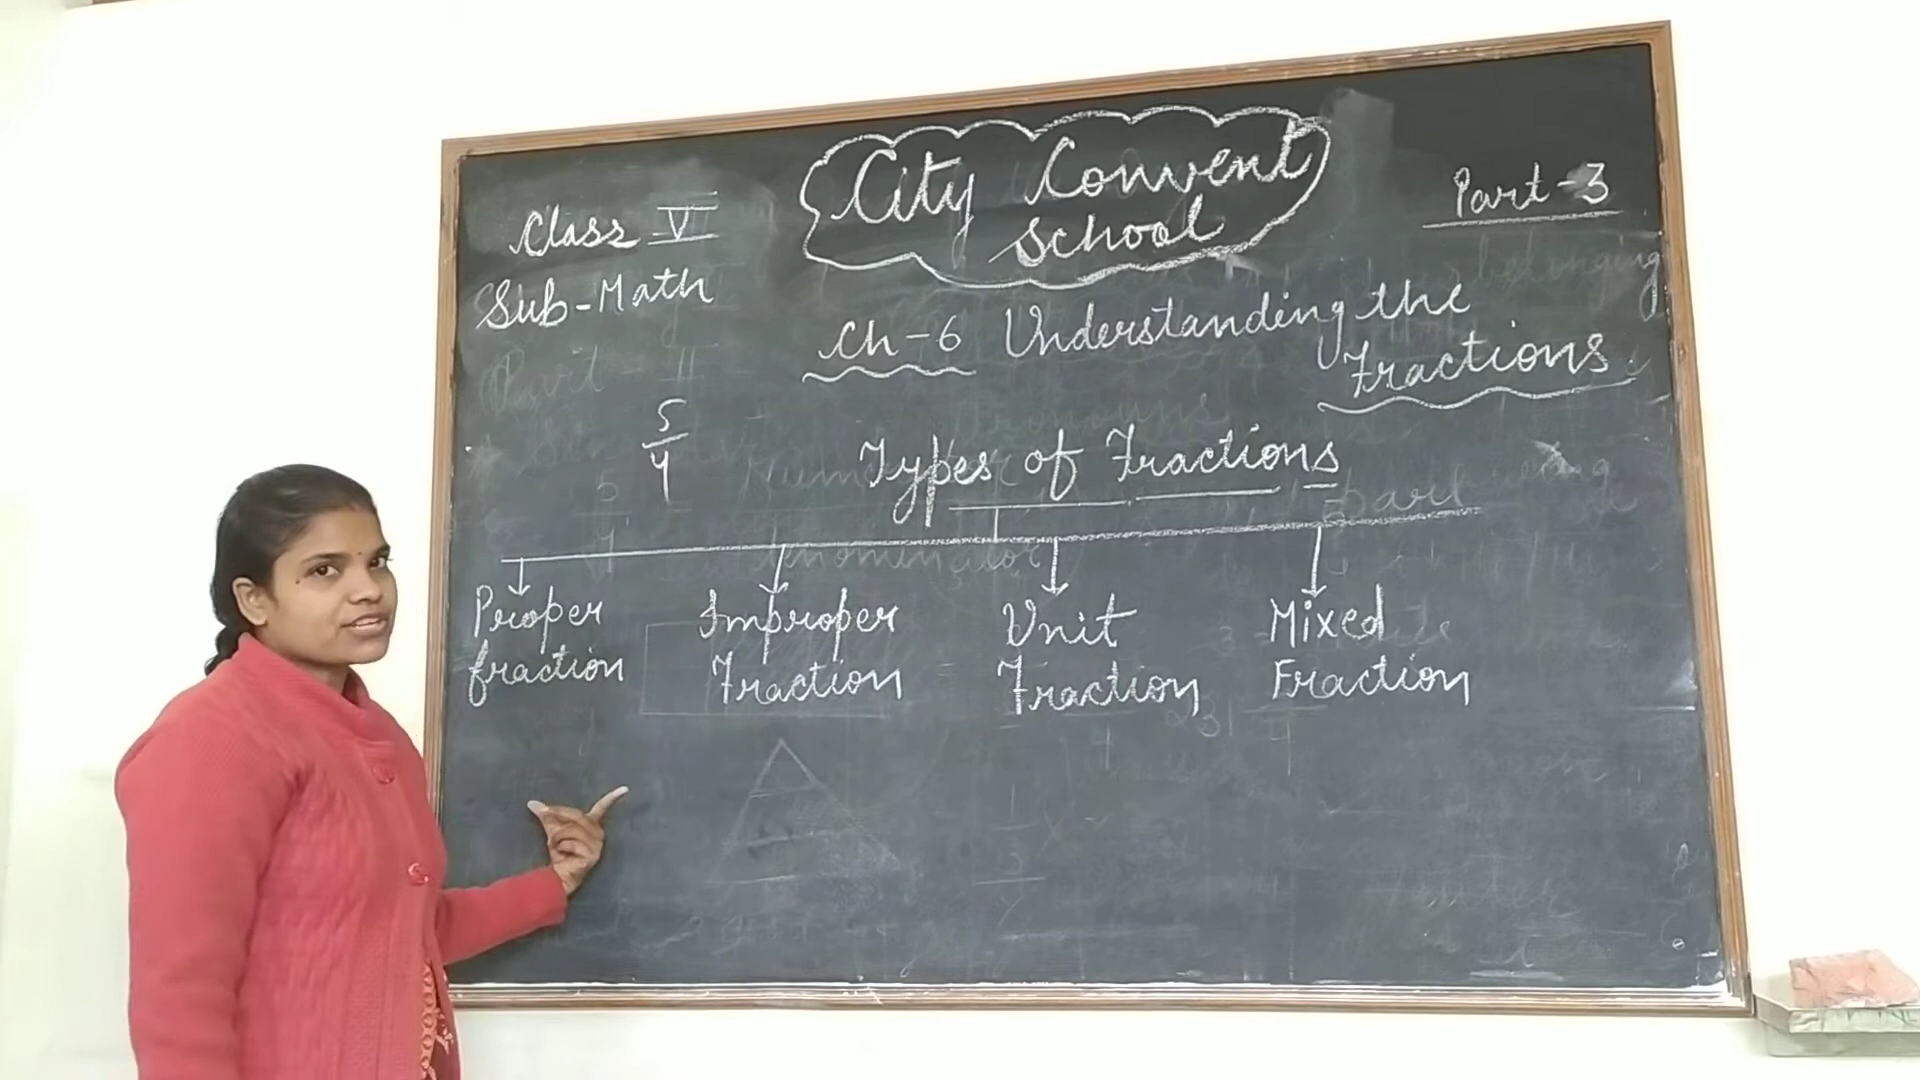 City Convent
School
Class V
Part-3
Sub-Math
Ch-6 Understanding the
Fractions
5
4
Types of Fractions
Proper
fraction
Improper
Fraction
Unit
Fraction
Mixed
Fraction